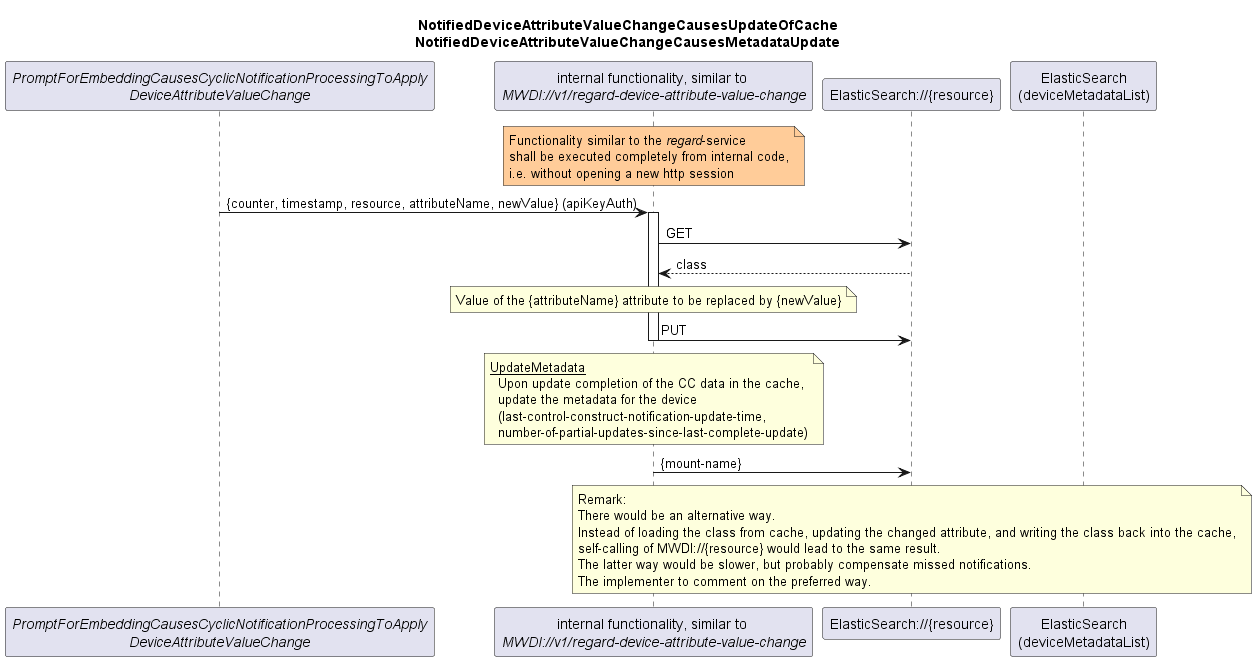 NotifiedDeviceAttributeValueChangeCausesUpdateOfCache
NotifiedDeviceAttributeValueChangeCausesMetadataUpdate
PromptForEmbeddingCausesCyclicNotificationProcessingToApply
DeviceAttributeValueChange
internal functionality, similar to
MWDI://v1/regard-device-attribute-value-change
ElasticSearch://{resource}
ElasticSearch
(deviceMetadataList)
Functionality similar to the regard-service
shall be executed completely from internal code,
i.e. without opening a new http session
{counter, timestamp, resource, attributeName, newValue} (apiKeyAuth)
GET
class
Value of the {attributeName} attribute to be replaced by {newValue}
PUT
UpdateMetadata
Upon update completion of the CC data in the cache,
update the metadata for the device
(last-control-construct-notification-update-time,
number-of-partial-updates-since-last-complete-update)
{mount-name}
Remark:
There would be an alternative way.
Instead of loading the class from cache, updating the changed attribute, and writing the class back into the cache,
self-calling of MWDI://{resource} would lead to the same result.
The latter way would be slower, but probably compensate missed notifications.
The implementer to comment on the preferred way.
PromptForEmbeddingCausesCyclicNotificationProcessingToApply
DeviceAttributeValueChange
internal functionality, similar to
MWDI://v1/regard-device-attribute-value-change
ElasticSearch://{resource}
ElasticSearch
(deviceMetadataList)